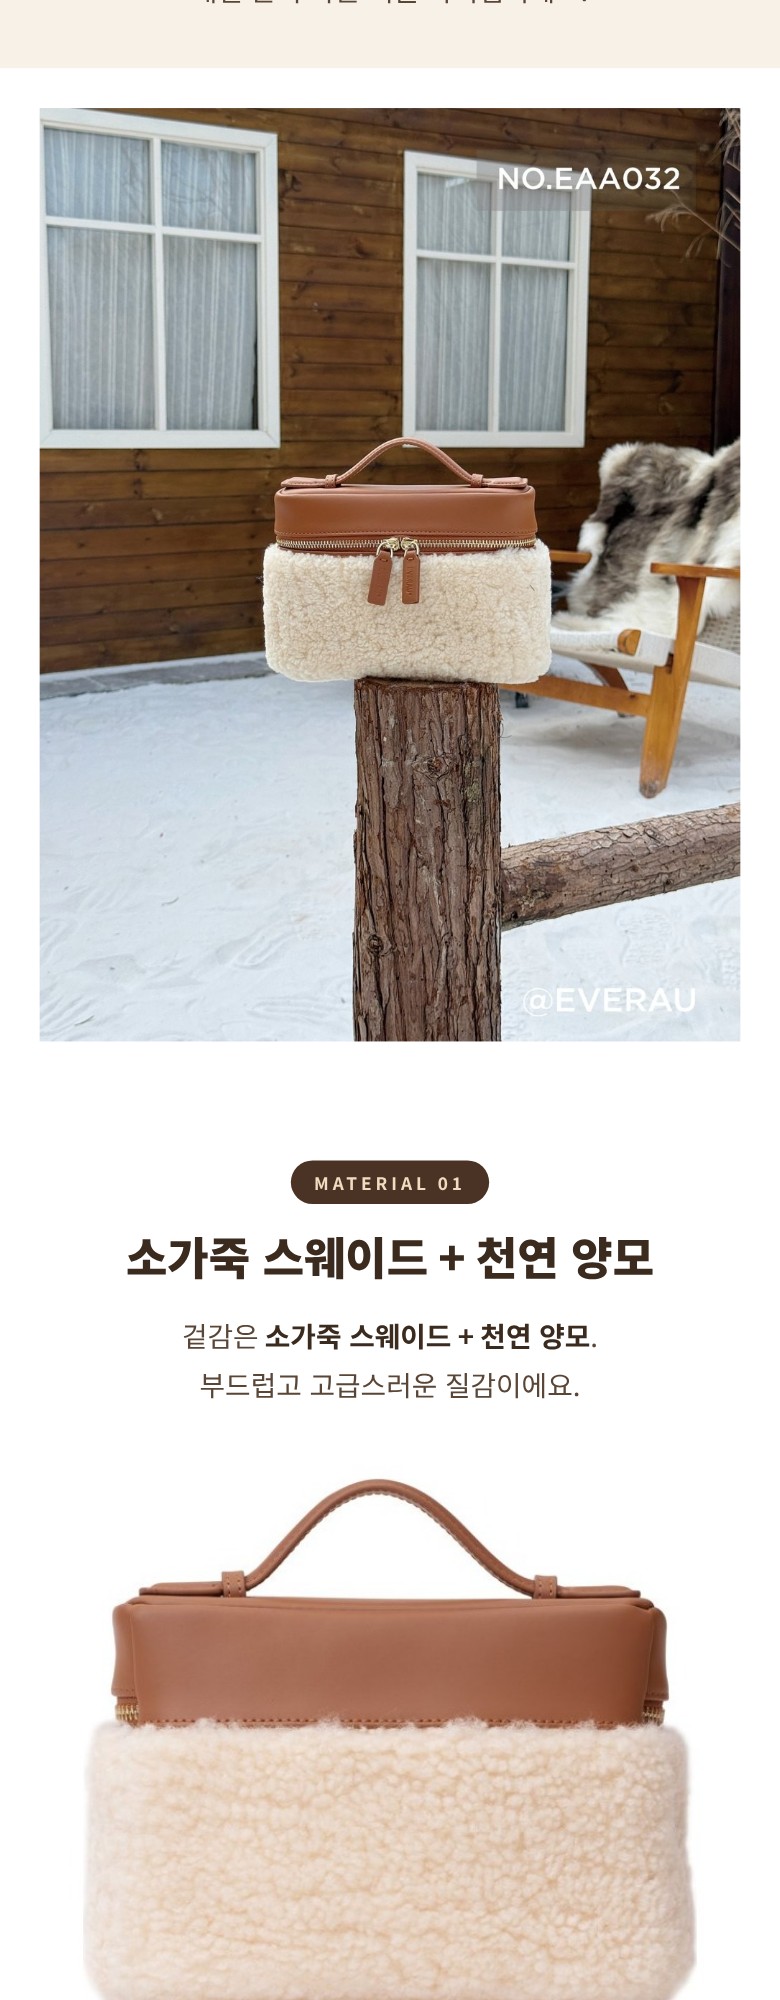 NO.EAA032
@EVERAU
MATERIAL 01
소가죽 스웨이드 + 천연 양모
겉감은 소가죽 스웨이드 + 천연 양모.
부드럽고 고급스러운 질감이에요.